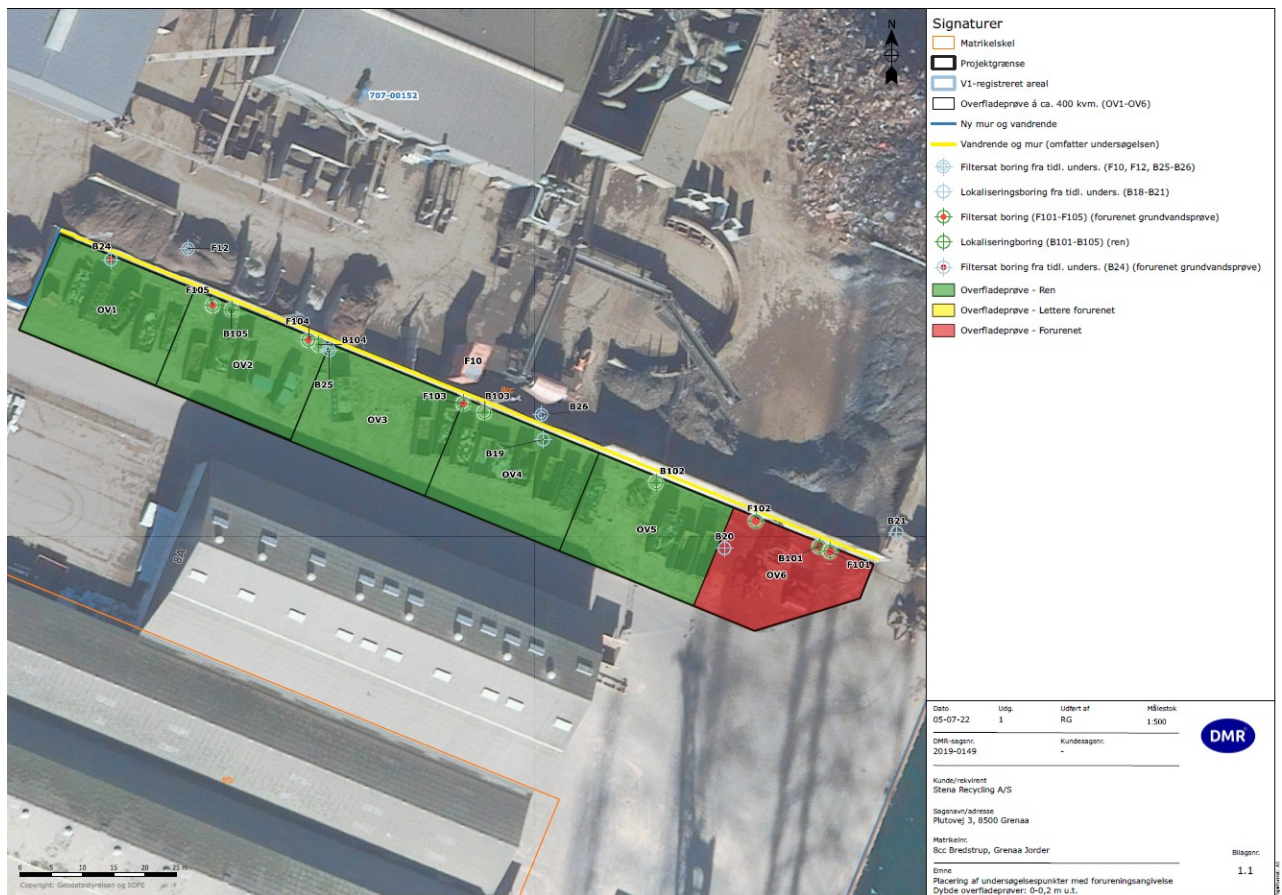 N
707-00152
B24
F12
F105
OV1
B105
F104
B104
OV2
B25
F10
8cc
F103
B103
B26
OV3
B19
OV4
B102
F102
OV5
B20
B21
B101
F101
OV6
8A
0 5 10 15 20 25 m
Copyright: Geodatastyrelsen og SDFE
Signaturer
Matrikelskel
Projektgrænse
V1-registreret areal
Overfladeprøve á ca. 400 kvm. (OV1-OV6)
Ny mur og vandrende
Vandrende og mur (omfatter undersøgelsen)
Filtersat boring fra tidl. unders. (F10, F12, B25-B26)
Lokaliseringsboring fra tidl. unders. (B18-B21)
Filtersat boring (F101-F105) (forurenet grundvandsprøve)
Lokaliseringboring (B101-B105) (ren)
Filtersat boring fra tidl. unders. (B24) (forurenet grundvandsprøve)
Overfladeprøve - Ren
Overfladeprøve - Lettere forurenet
Overfladeprøve - Forurenet
Dato Udg. Udført af Målestok
05-07-22 1 RG 1:500
DMR
DMR-sagsnr. Kundesagsnr.
2019-0149 -
Kunde/rekvirent
Stena Recycling A/S
Sagsnavn/adresse
Plutovej 3, 8500 Grenaa
Matrikelnr.
8cc Bredstrup, Grenaa Jorder
Bilagsnr.
Emne 1.1
Placering af undersøgelsespunkter med forureningsangivelse
Dybde overfladeprøver: 0-0,2 m u.t.